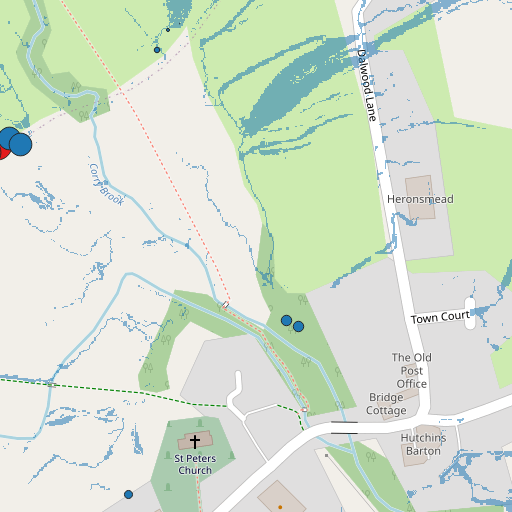 Dalwood Lane
Corry Brook
Heronsmead
Town Court
The Old
Post
Office
Bridge
Cottage
Hutchins
Barton
St Peters
Church